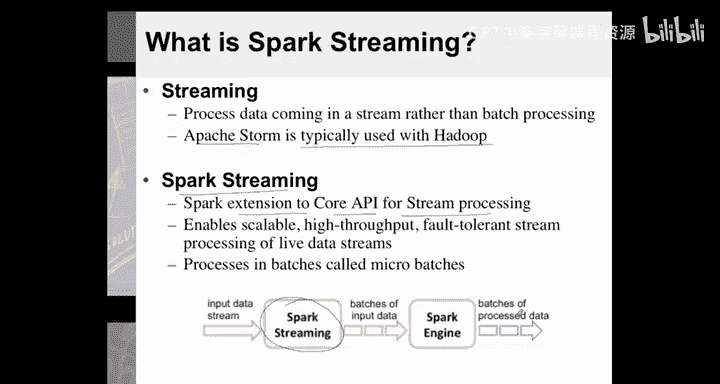 What is Spark Streaming?
bilibili
• Streaming
– Process data coming in a stream rather than batch processing
– Apache Storm is typically used with Hadoop
• Spark Streaming
– Spark extension to Core API for Stream processing
– Enables scalable, high-throughput, fault-tolerant stream
processing of live data streams
– Processes in batches called micro batches
input data
stream
Spark
Streaming
batches of
input data
Spark
Engine
batches of
processed data